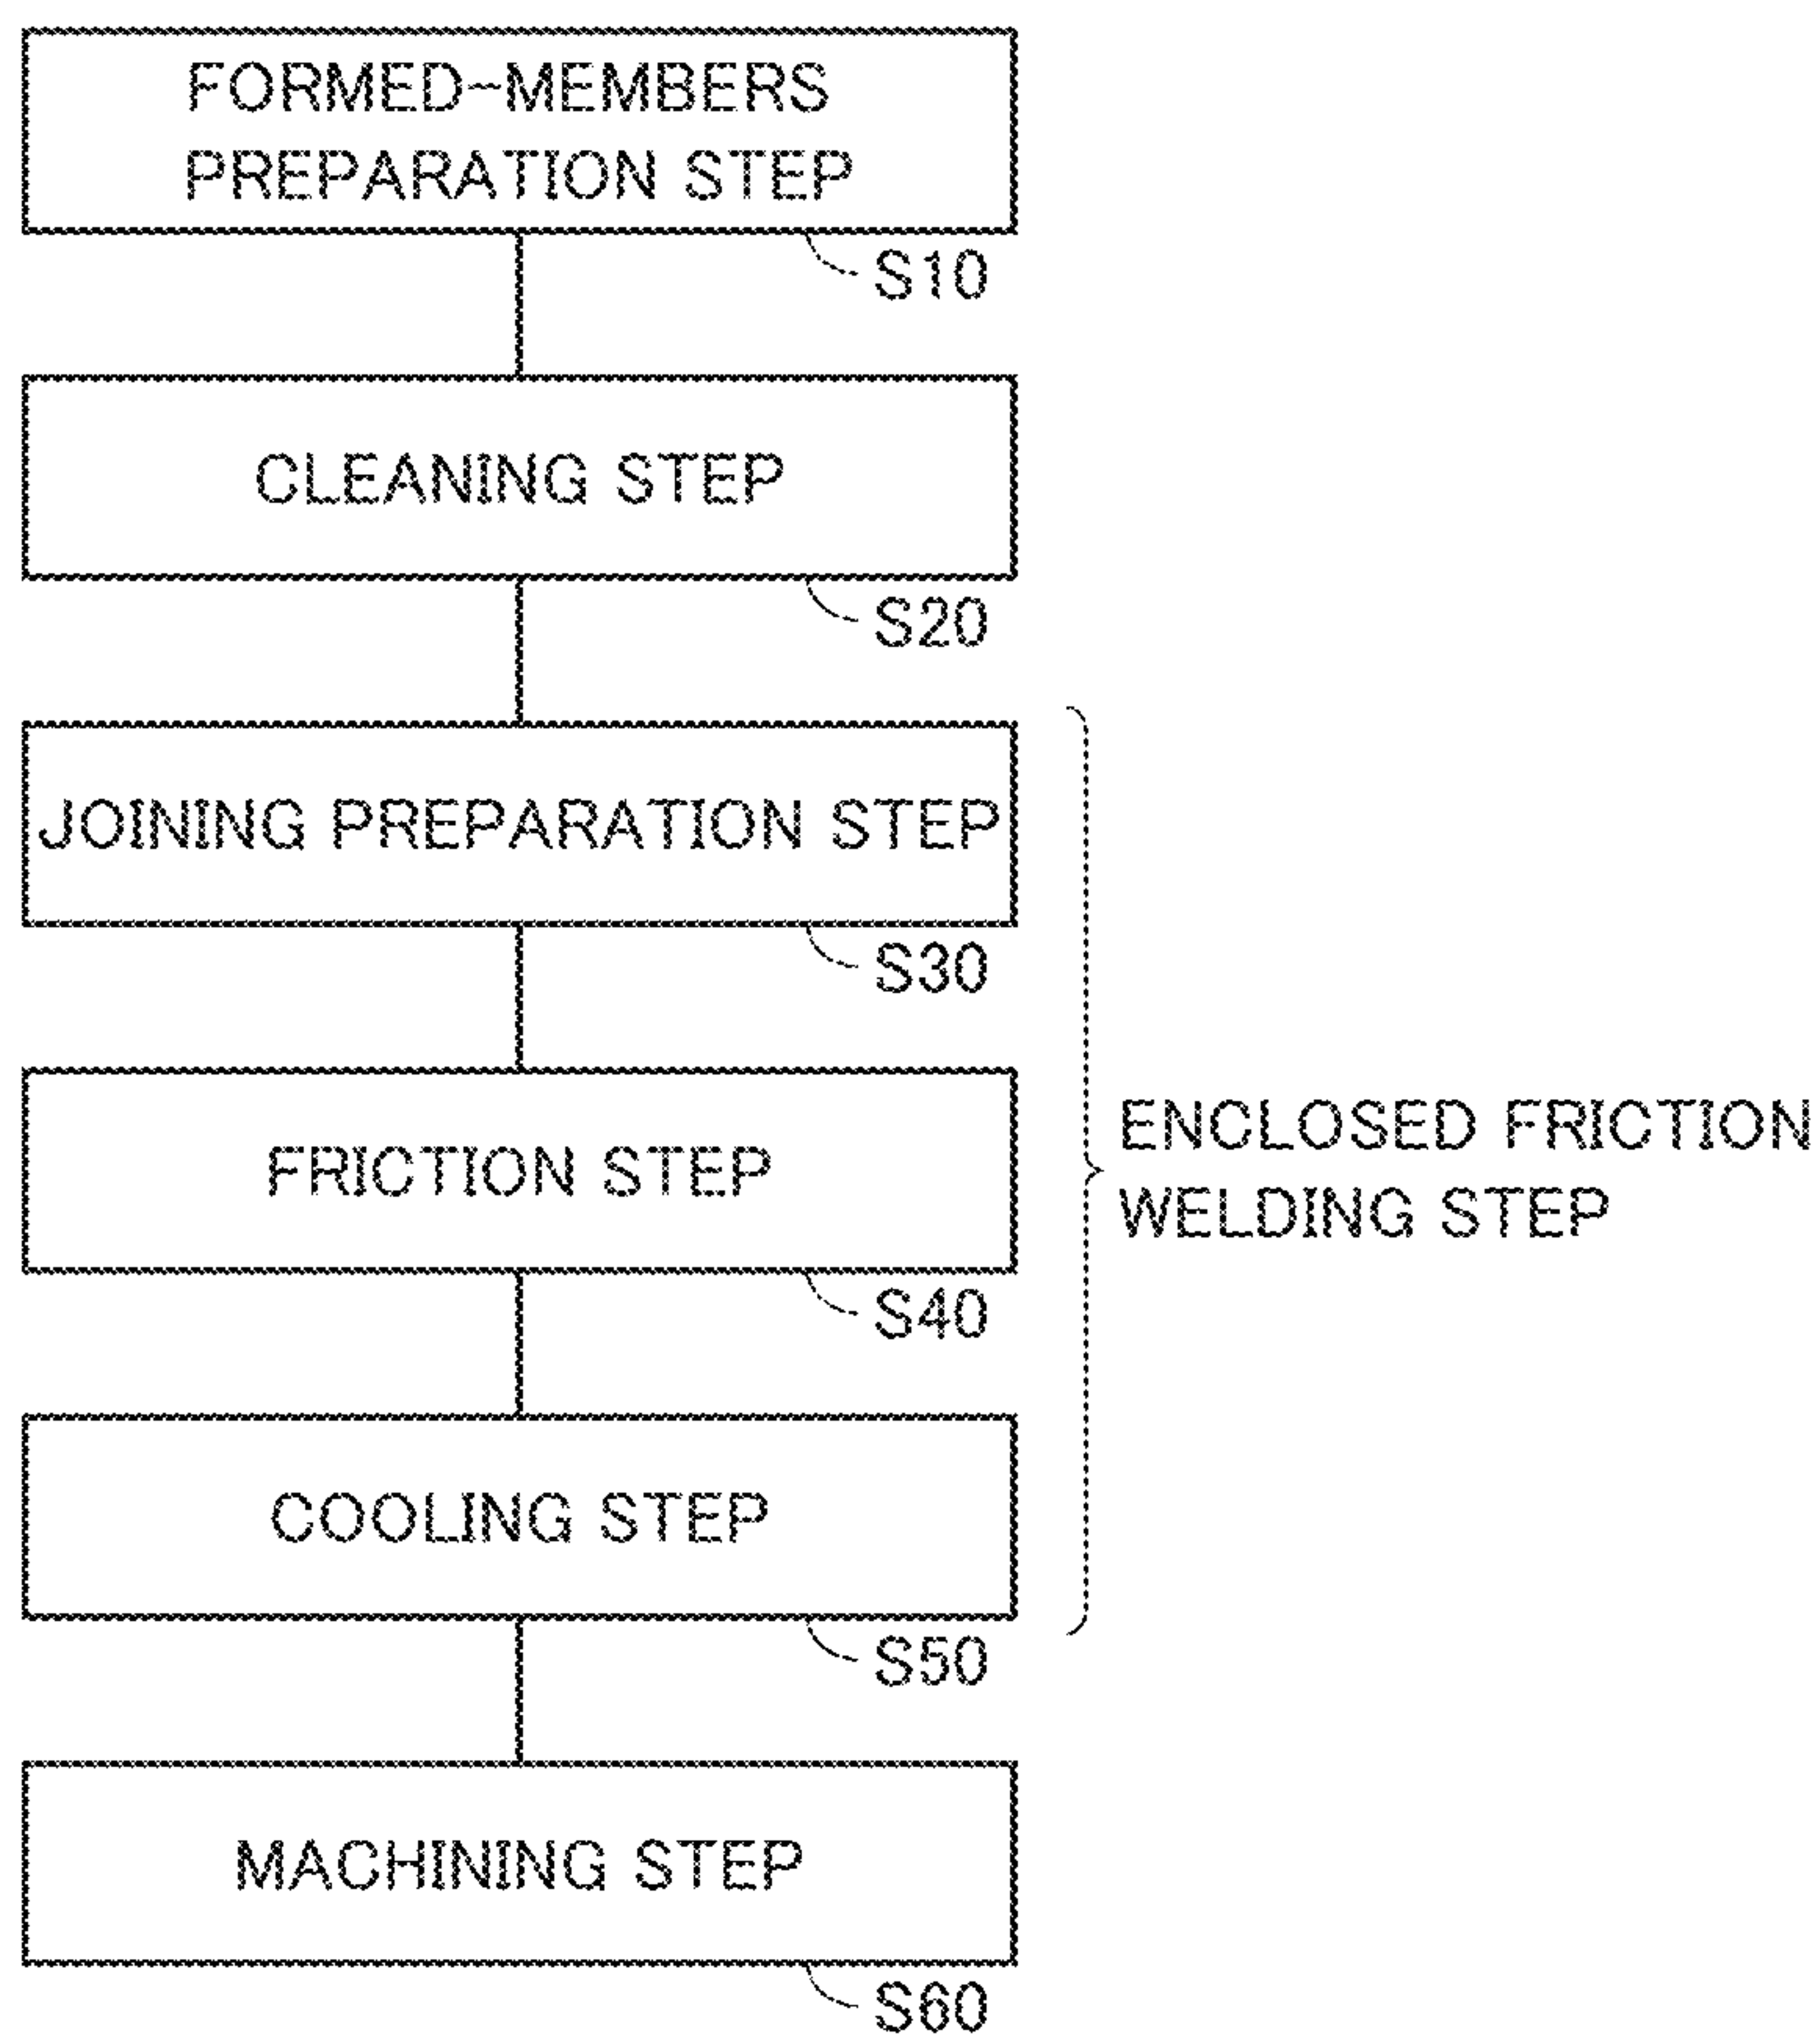 FORMED-MEMBERS
PREPARATION STEP
S10
CLEANING STEP
S20
JOINING PREPARATION STEP
S30
FRICTION STEP
S40
COOLING STEP
S50
MACHINING STEP
S60
ENCLOSED FRICTION
WELDING STEP